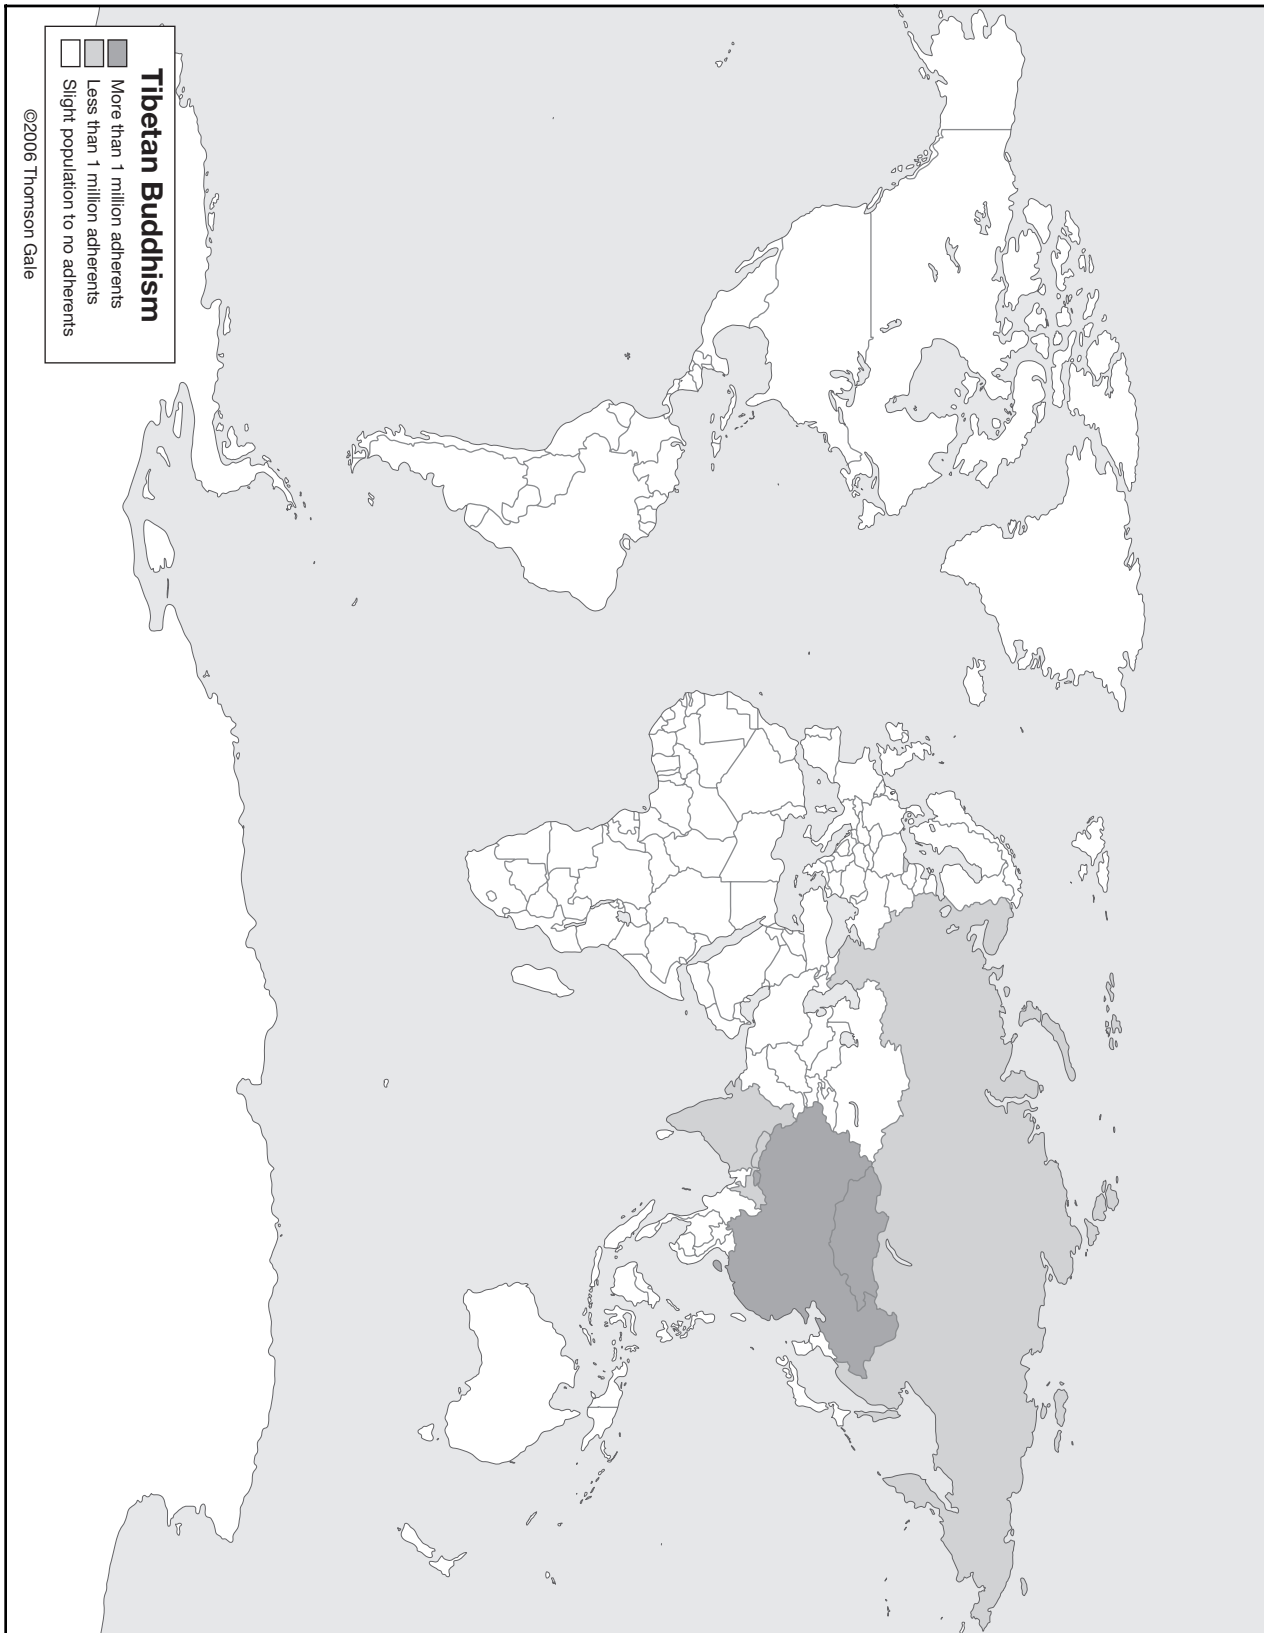 Tibetan Buddhism
More than 1 million adherents
Less than 1 million adherents
Slight population to no adherents
©2006 Thomson Gale